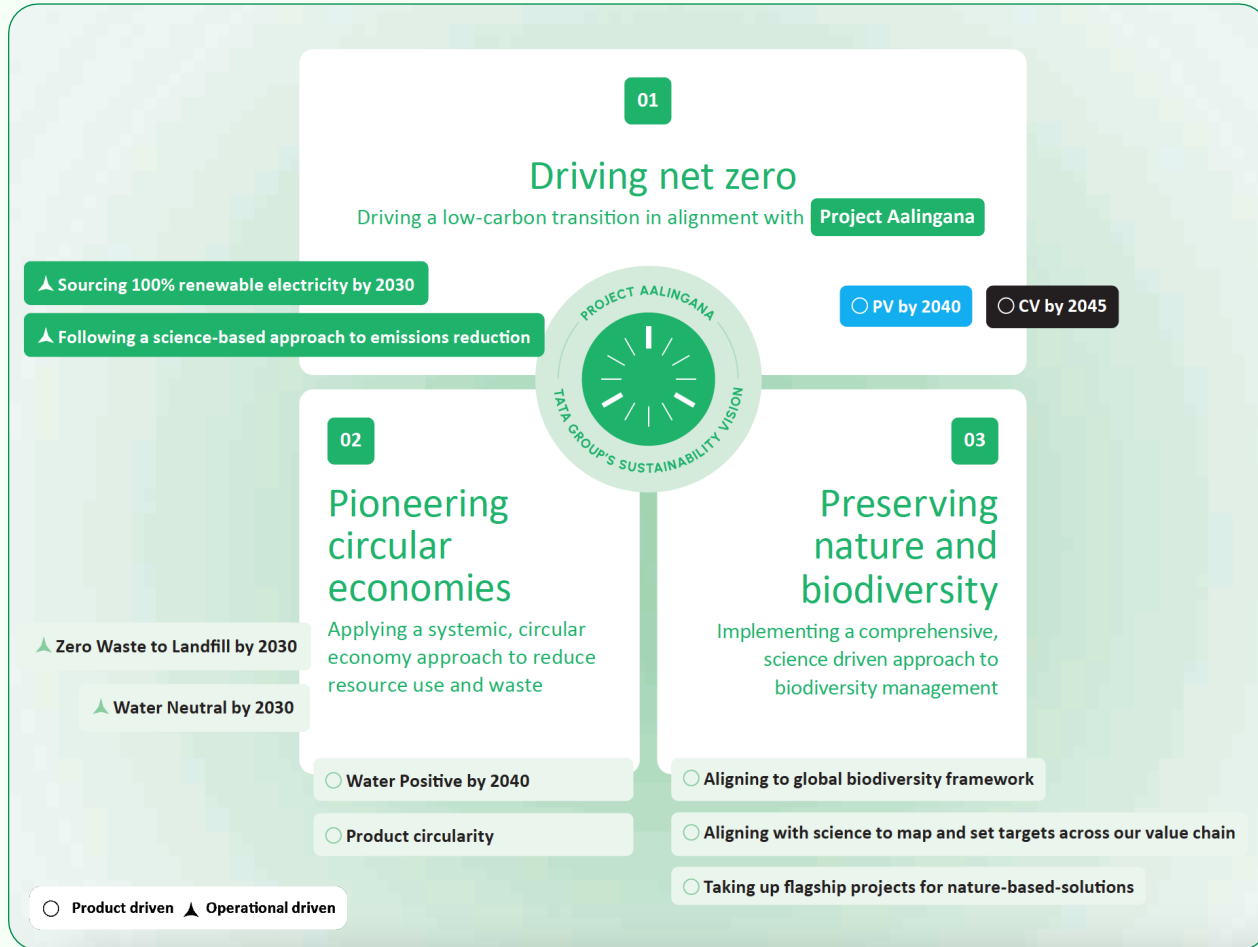 01
Driving net zero
Driving a low-carbon transition in alignment with Project Aalingana
Sourcing 100% renewable electricity by 2030
Following a science-based approach to emissions reduction
PV by 2040
CV by 2045
PROJECT AALINGANA
TATA GROUP'S SUSTAINABILITY VISION
02
Pioneering
circular
economies
Applying a systemic, circular
economy approach to reduce
resource use and waste
Zero Waste to Landfill by 2030
Water Neutral by 2030
Water Positive by 2040
Product circularity
03
Preserving
nature and
biodiversity
Implementing a comprehensive,
science driven approach to
biodiversity management
Aligning to global biodiversity framework
Aligning with science to map and set targets across our value chain
Taking up flagship projects for nature-based-solutions
Product driven Operational driven